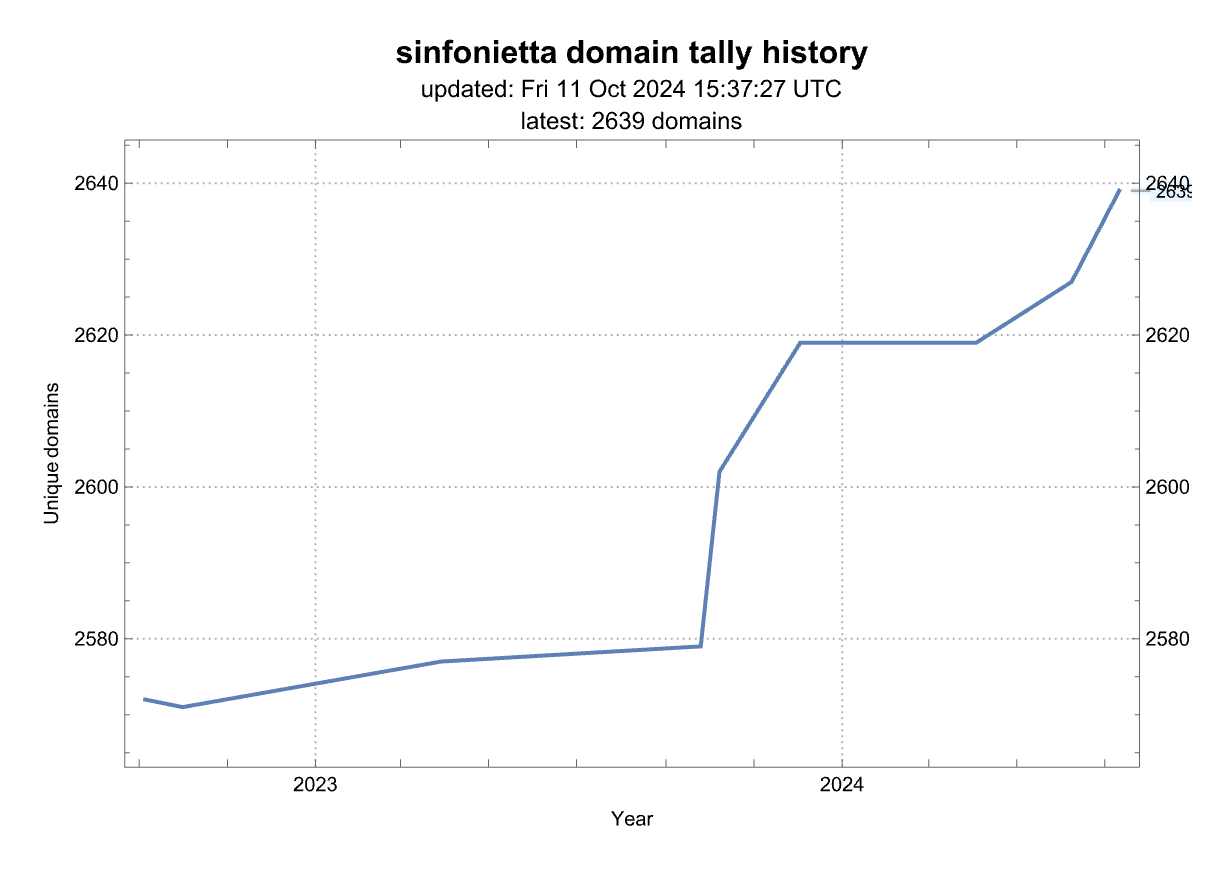 sinfonietta domain tally history
updated: Fri 11 Oct 2024 15:37:27 UTC
latest: 2639 domains
2640
2640
2639
2620
2620
Unique domains
2600
2600
2580
2580
2023
2024
Year